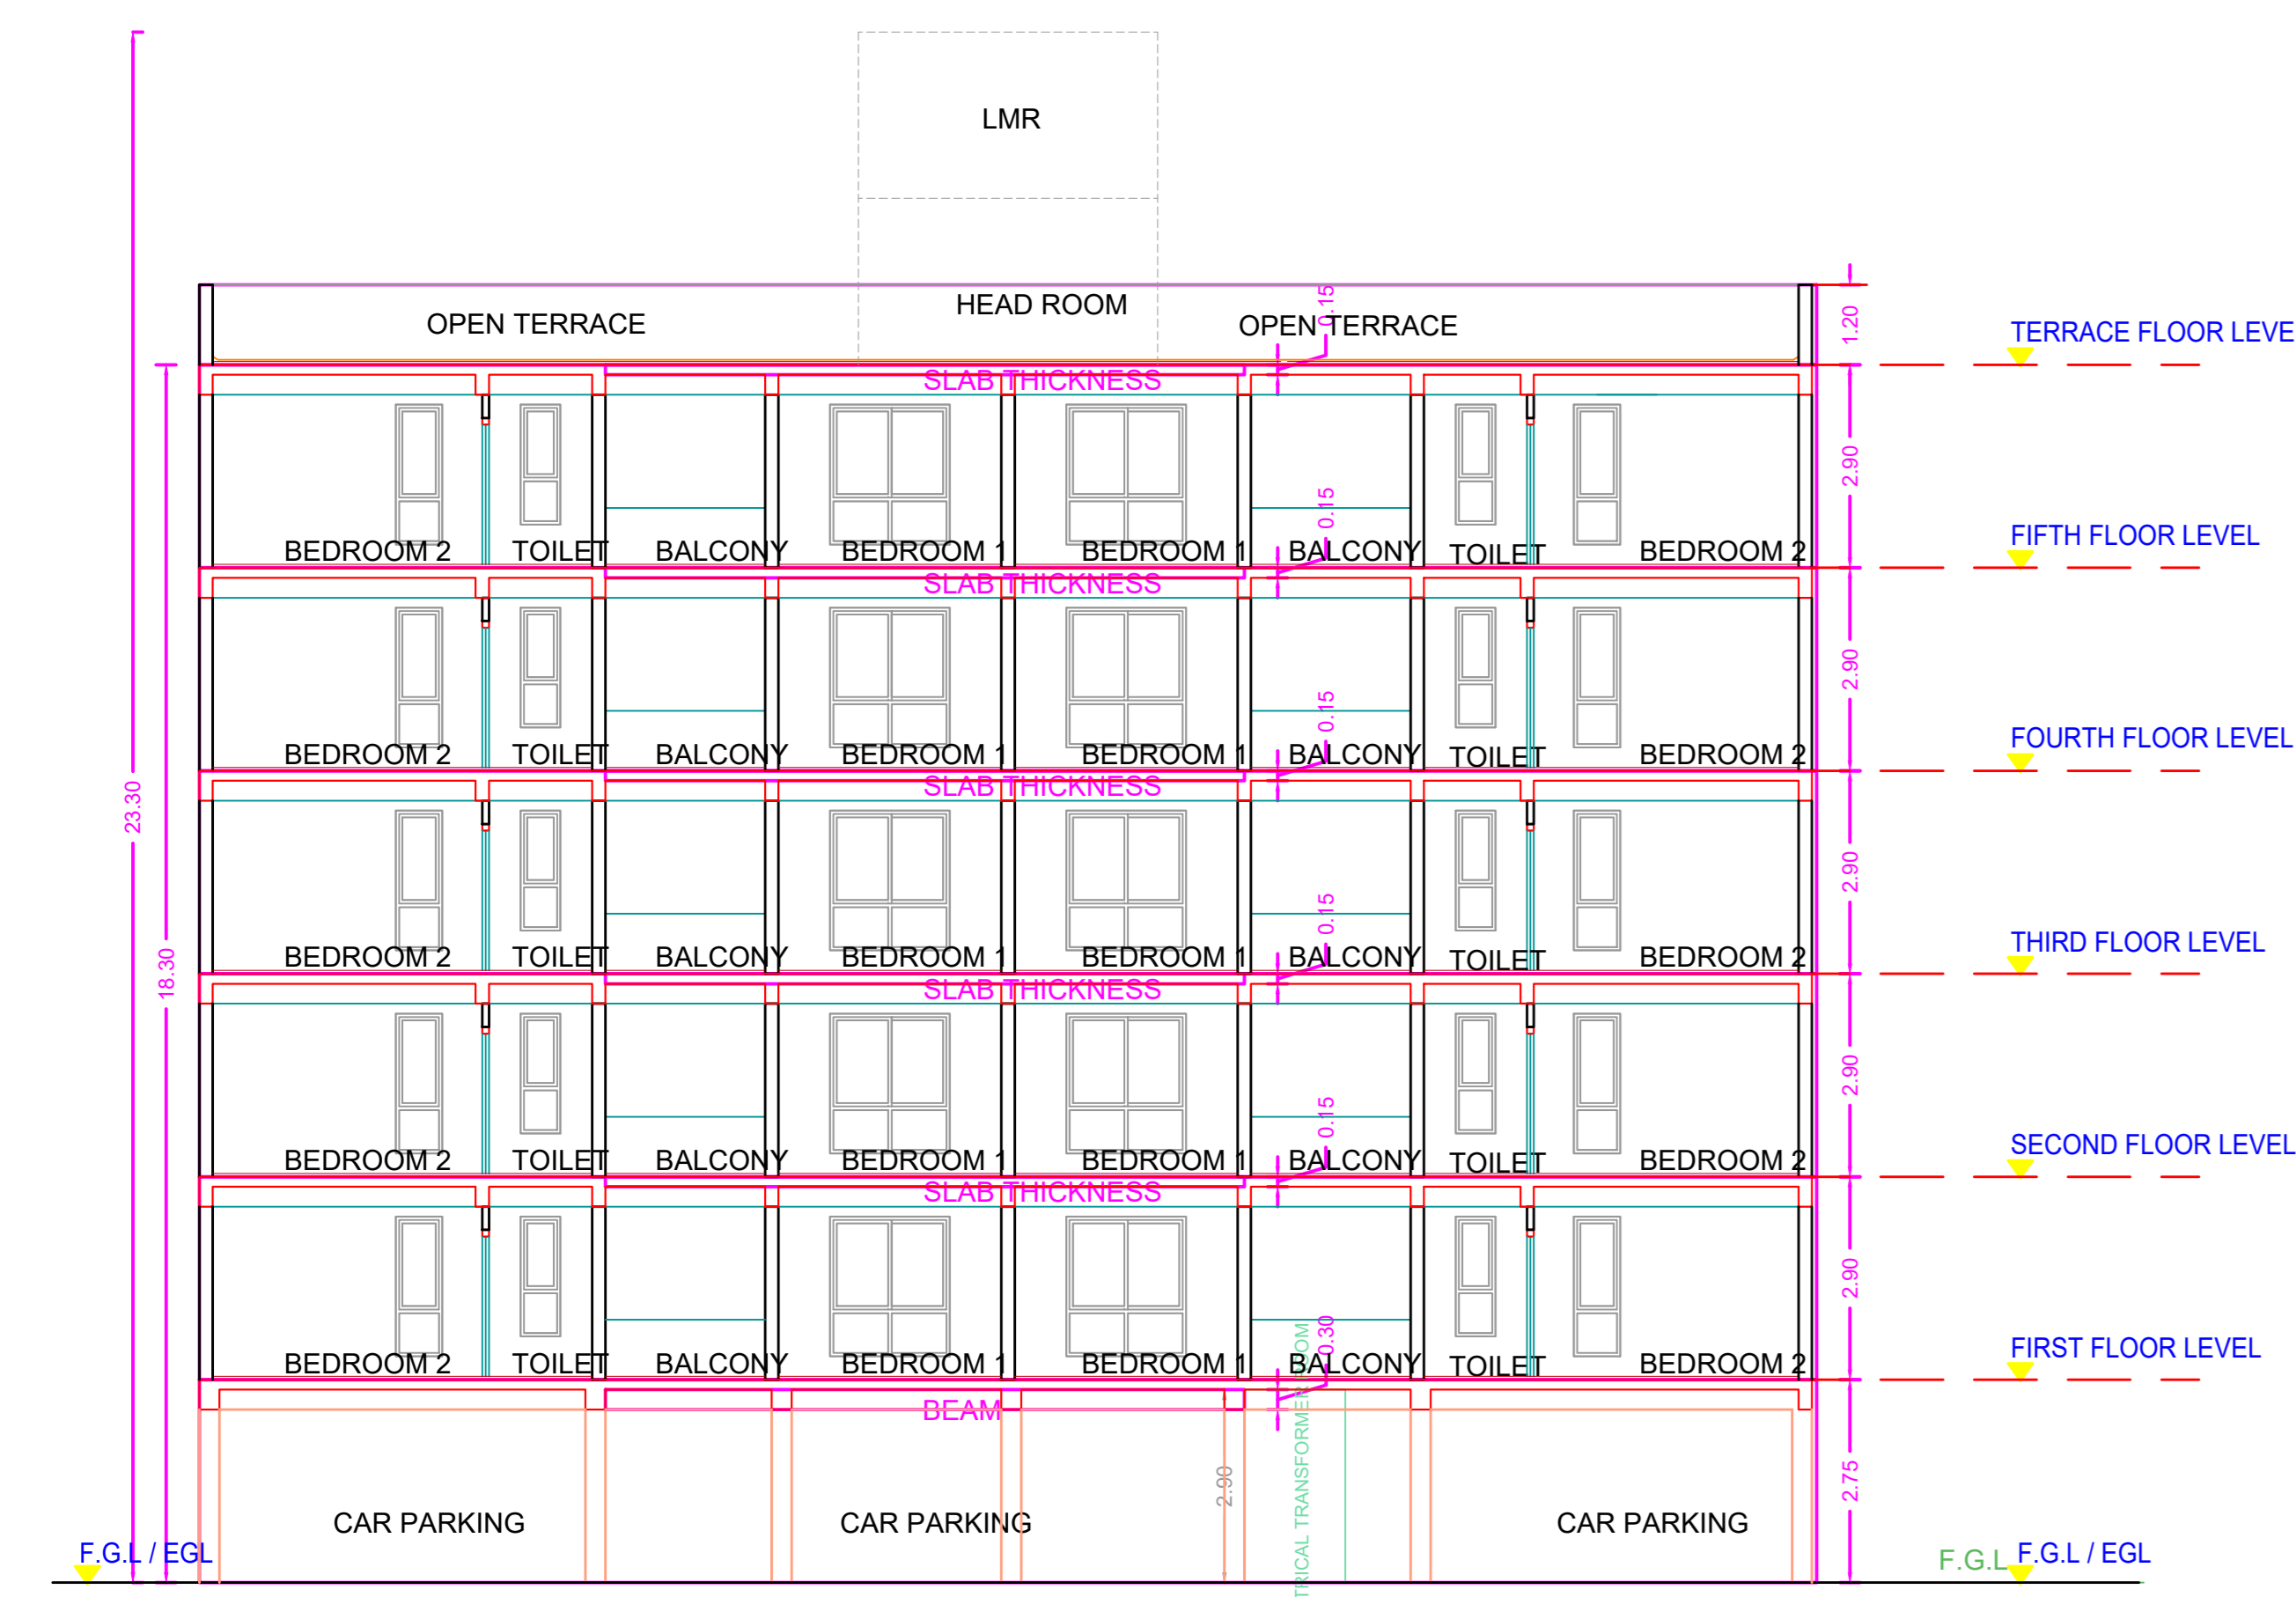 LMR
HEAD ROOM
OPEN TERRACE
OPEN TERRACE
0.15
1.20
TERRACE FLOOR LEVE
SLAB THICKNESS
2.90
BEDROOM 2
TOILET
BALCONY
BEDROOM 1
BEDROOM 1
BALCONY
TOILET
BEDROOM 2
0.15
FIFTH FLOOR LEVEL
SLAB THICKNESS
2.90
BEDROOM 2
TOILET
BALCONY
BEDROOM 1
BEDROOM 1
BALCONY
TOILET
BEDROOM 2
0.15
FOURTH FLOOR LEVEL
SLAB THICKNESS
23.30
2.90
BEDROOM 2
TOILET
BALCONY
BEDROOM 1
BEDROOM 1
BALCONY
TOILET
BEDROOM 2
0.15
THIRD FLOOR LEVEL
18.30
SLAB THICKNESS
2.90
BEDROOM 2
TOILET
BALCONY
BEDROOM 1
BEDROOM 1
BALCONY
TOILET
BEDROOM 2
0.15
SECOND FLOOR LEVEL
SLAB THICKNESS
2.90
BEDROOM 2
TOILET
BALCONY
BEDROOM 1
BEDROOM 1
BALCONY
TOILET
BEDROOM 2
0.30
FIRST FLOOR LEVEL
BEAM
TRICAL TRANSFORMER ROOM
2.90
2.75
CAR PARKING
CAR PARKING
CAR PARKING
F.G.L / EGL
F.G.L
F.G.L / EGL